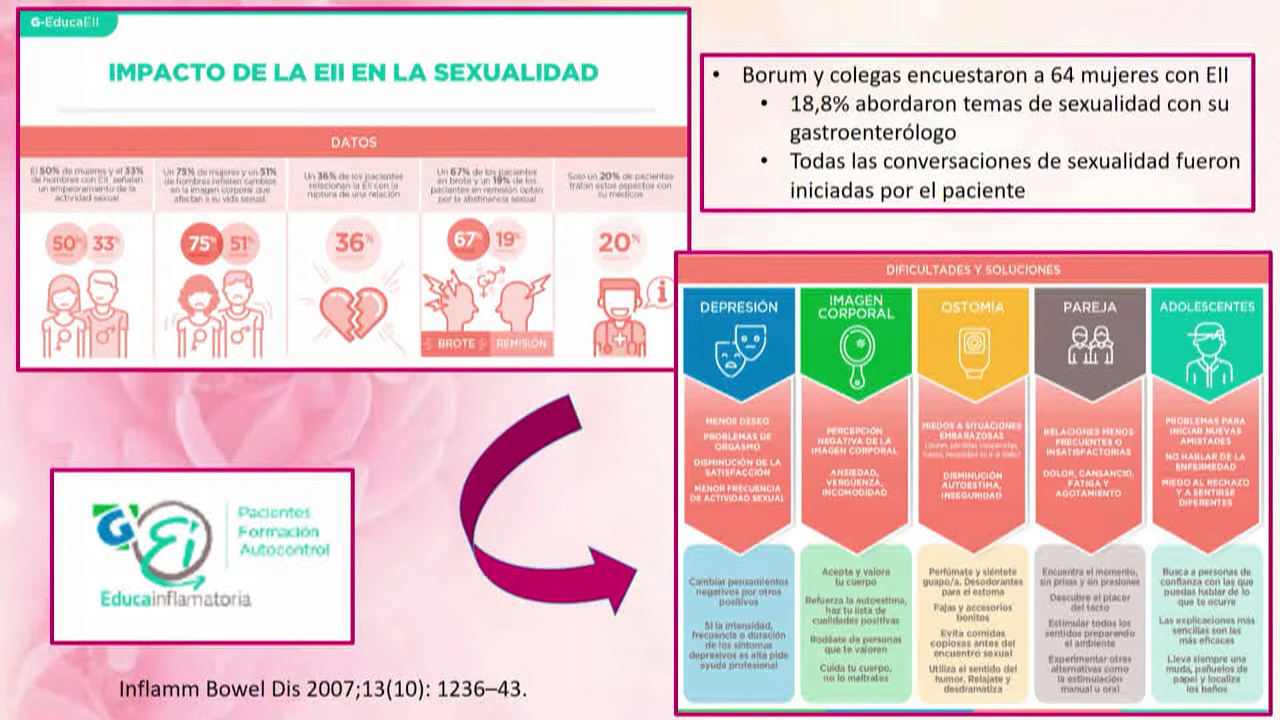 G-EducaEII
IMPACTO DE LA EII EN LA SEXUALIDAD
DATOS
El 50% de mujeres y el 33%
de hombres con EII señalan
un empeoramiento de la
actividad sexual
Un 75% de mujeres y un 51%
de hombres refieren cambios
en la imagen corporal que
afectan a su vida sexual
Un 36% de los pacientes
relacionan la EII con la
ruptura de una relación
Un 67% de los pacientes
en brote y un 19% de los
pacientes en remisión optan
por la abstinencia sexual
Solo un 20% de pacientes
tratan estos aspectos con
su médicos
50% 33%
75% 51%
36%
67% 19%
20%
BROTE
REMISIÓN
• Borum y colegas encuestaron a 64 mujeres con EII
• 18,8% abordaron temas de sexualidad con su
gastroenterólogo
• Todas las conversaciones de sexualidad fueron
iniciadas por el paciente
DIFICULTADES Y SOLUCIONES
DEPRESIÓN
MENOS DESEO
PROBLEMAS DE
ORGASMO
DISMINUCIÓN DE LA
SATISFACCIÓN
MENOR FRECUENCIA
DE ACTIVIDAD SEXUAL
Cambiar pensamientos
negativos por otros
positivos
Si la intensidad,
frecuencia o duración
de los síntomas
depresivos es alta pide
ayuda profesional
IMAGEN
CORPORAL
PERCEPCIÓN
NEGATIVA DE LA
IMAGEN CORPORAL
ANSIEDAD,
VERGÜENZA,
INCOMODIDAD
Acepta y valora
tu cuerpo
Refuerza la autoestima,
haz tu lista de
cualidades positivas
Rodéate de personas
que te valoren
Cuida tu cuerpo,
no lo maltrates
OSTOMÍA
MIEDOS A SITUACIONES
EMBARAZOSAS
DISMINUCIÓN
AUTOESTIMA,
INSEGURIDAD
Perfúmate y siéntete
guapo/a. Desodorantes
para el estoma
Fajas y accesorios
bonitos
Evita comidas
copiosas antes del
encuentro sexual
Utiliza el sentido del
humor. Relájate y
desdramatiza
PAREJA
RELACIONES MENOS
FRECUENTES O
INSATISFACTORIAS
DOLOR, CANSANCIO,
FATIGA Y
AGOTAMIENTO
Encuentra el momento,
sin prisas y sin presiones
Descubre el placer
del tacto
Estimular todos los
sentidos preparando
el ambiente
Experimentar otras
alternativas como
la estimulación
manual u oral
ADOLESCENTES
PROBLEMAS PARA
INICIAR NUEVAS
AMISTADES
NO HABLAR DE LA
ENFERMEDAD
MIEDO AL RECHAZO
Y A SENTIRSE
DIFERENTES
Busca a personas de
confianza con las que
puedas hablar de lo
que te ocurre
Las explicaciones más
sencillas son las
más eficaces
Lleva siempre una
muda, pañuelos de
papel y localiza
los baños
G Eii
Pacientes
Formación
Autocontrol
Educainflamatoria
Inflamm Bowel Dis 2007;13(10): 1236–43.